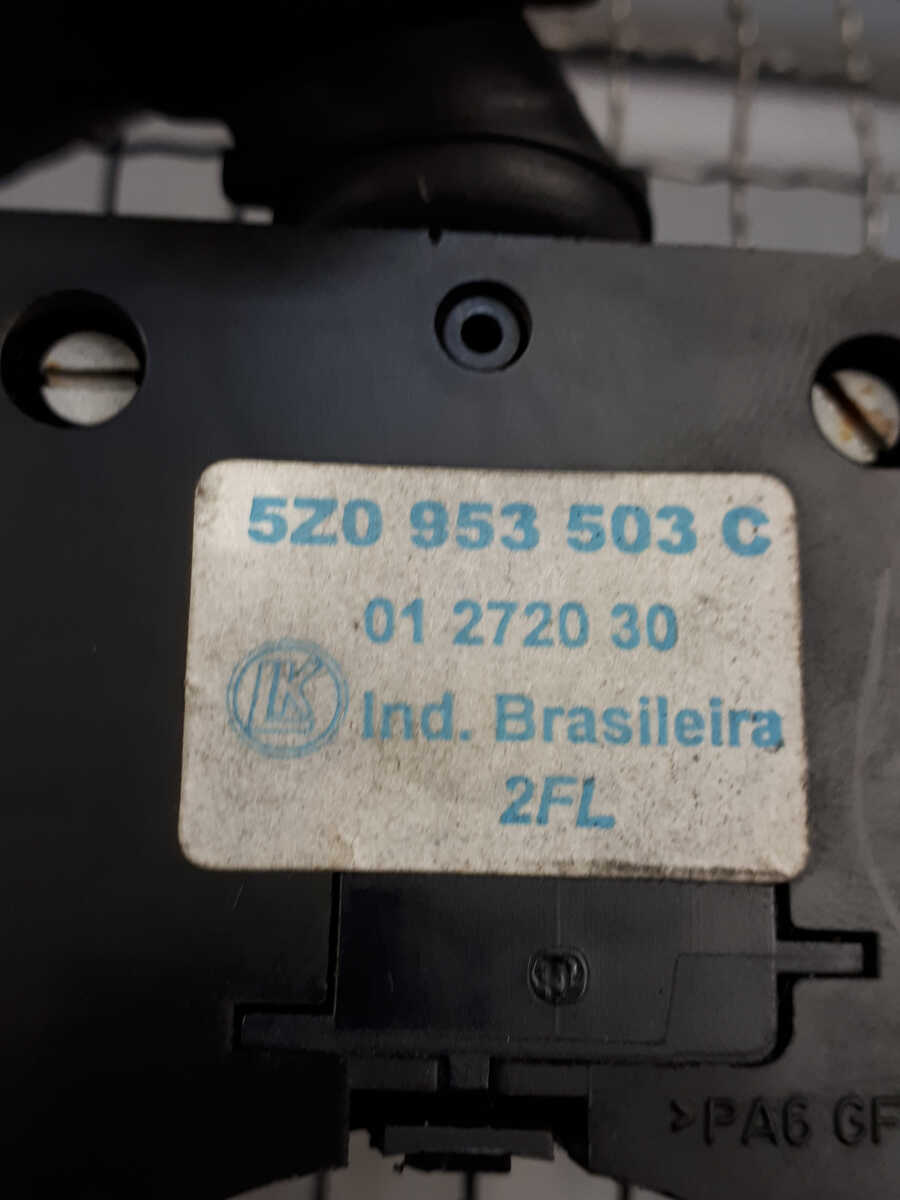 5Z0 953 503 C
01 2720 30
LK Ind. Brasileira
2FL
>PA6 GF